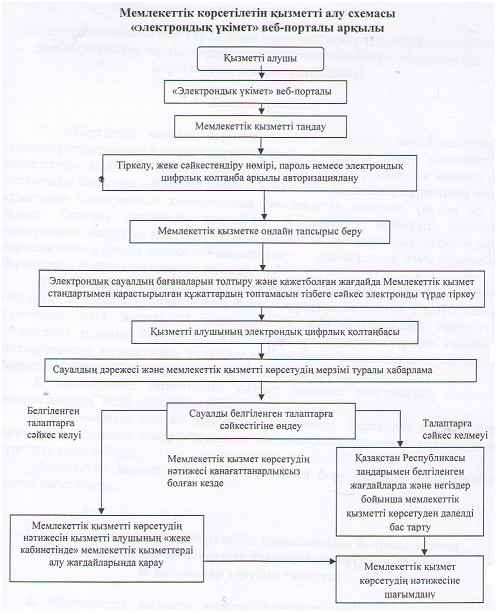 Мемлекеттік көрсетілетін қызметті алу схемасы
«электрондық үкімет» веб-порталы арқылы
Қызметті алушы
«Электрондық үкімет» веб-порталы
Мемлекеттік қызметті таңдау
Тіркелу, жеке сәйкестендіру нөмірі, пароль немесе электрондық
цифрлық қолтаңба арқылы авторизациялану
Мемлекеттік қызметке онлайн тапсырыс беру
Электрондық сауалдың бағаналарын толтыру және қажетболған жағдайда Мемлекеттік қызмет
стандартымен қарастырылған құжаттардың топтамасын тізбеге сәйкес электронды түрде тіркеу
Қызметті алушының электрондық цифрлық қолтаңбасы
Сауалдың дәрежесі және мемлекеттік қызметті көрсетудің мерзімі туралы хабарлама
Белгіленген
талаптарға
сәйкес келуі
Сауалды белгіленген талаптарға
сәйкестігіне өңдеу
Талаптарға
сәйкес келмеуі
Мемлекеттік қызмет көрсетудің
нәтижесі қанағаттанарлықсыз
болған кезде
Қазақстан Республикасы
заңдарымен белгіленген
жағдайларда және негіздер
бойынша мемлекеттік
қызметті көрсетуден дәлелді
бас тарту
Мемлекеттік қызметті көрсетудің
нәтижесін қызметті алушының «жеке
кабинетінде» мемлекеттік қызметтерді
алу жағдайларында қарау
Мемлекеттік қызмет
көрсетудің нәтижесіне
шағымдану